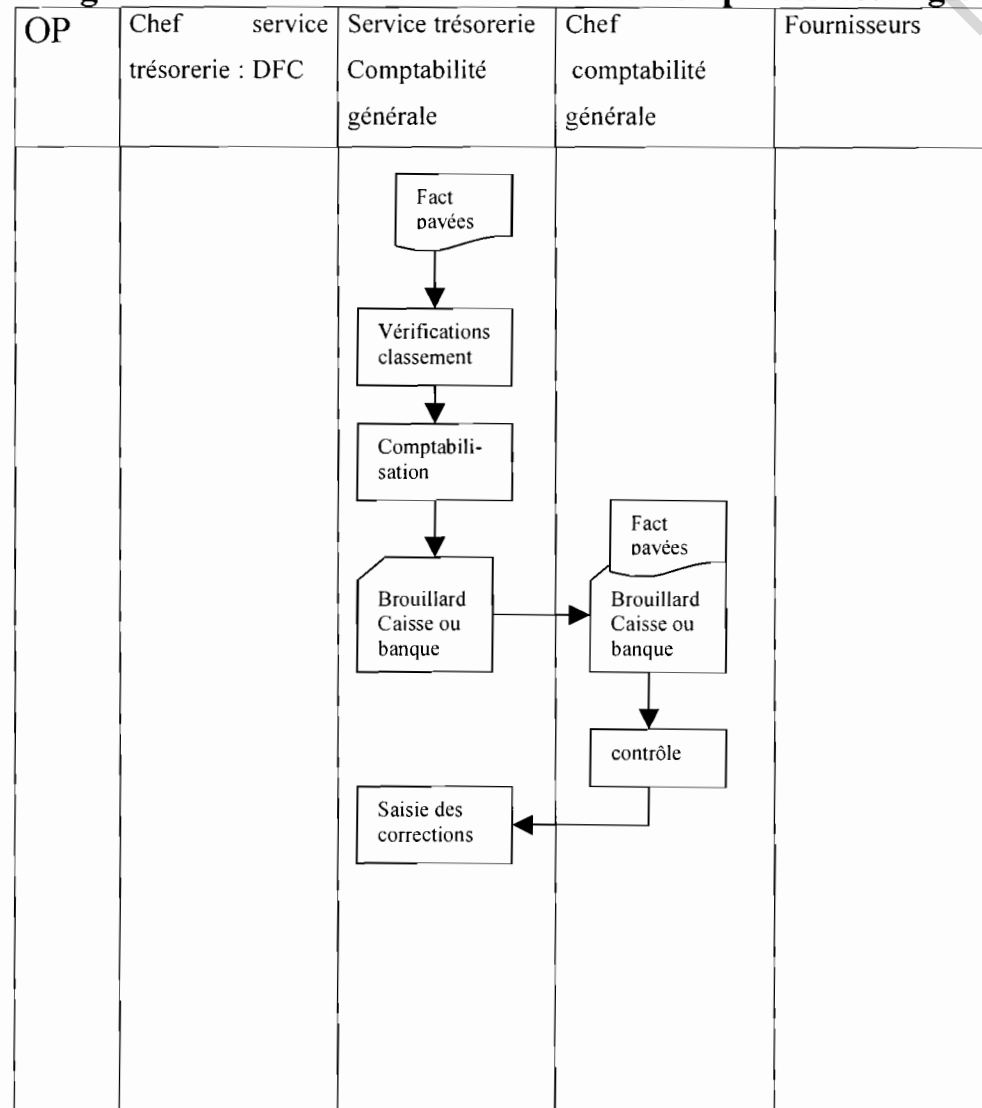 OP
Chef service
trésorerie : DFC
Service trésorerie
Comptabilité
générale
Chef
comptabilité
générale
Fournisseurs
Fact
payées
Vérifications
classement
Comptabili-
sation
Brouillard
Caisse ou
banque
Fact
payées
Brouillard
Caisse ou
banque
contrôle
Saisie des
corrections